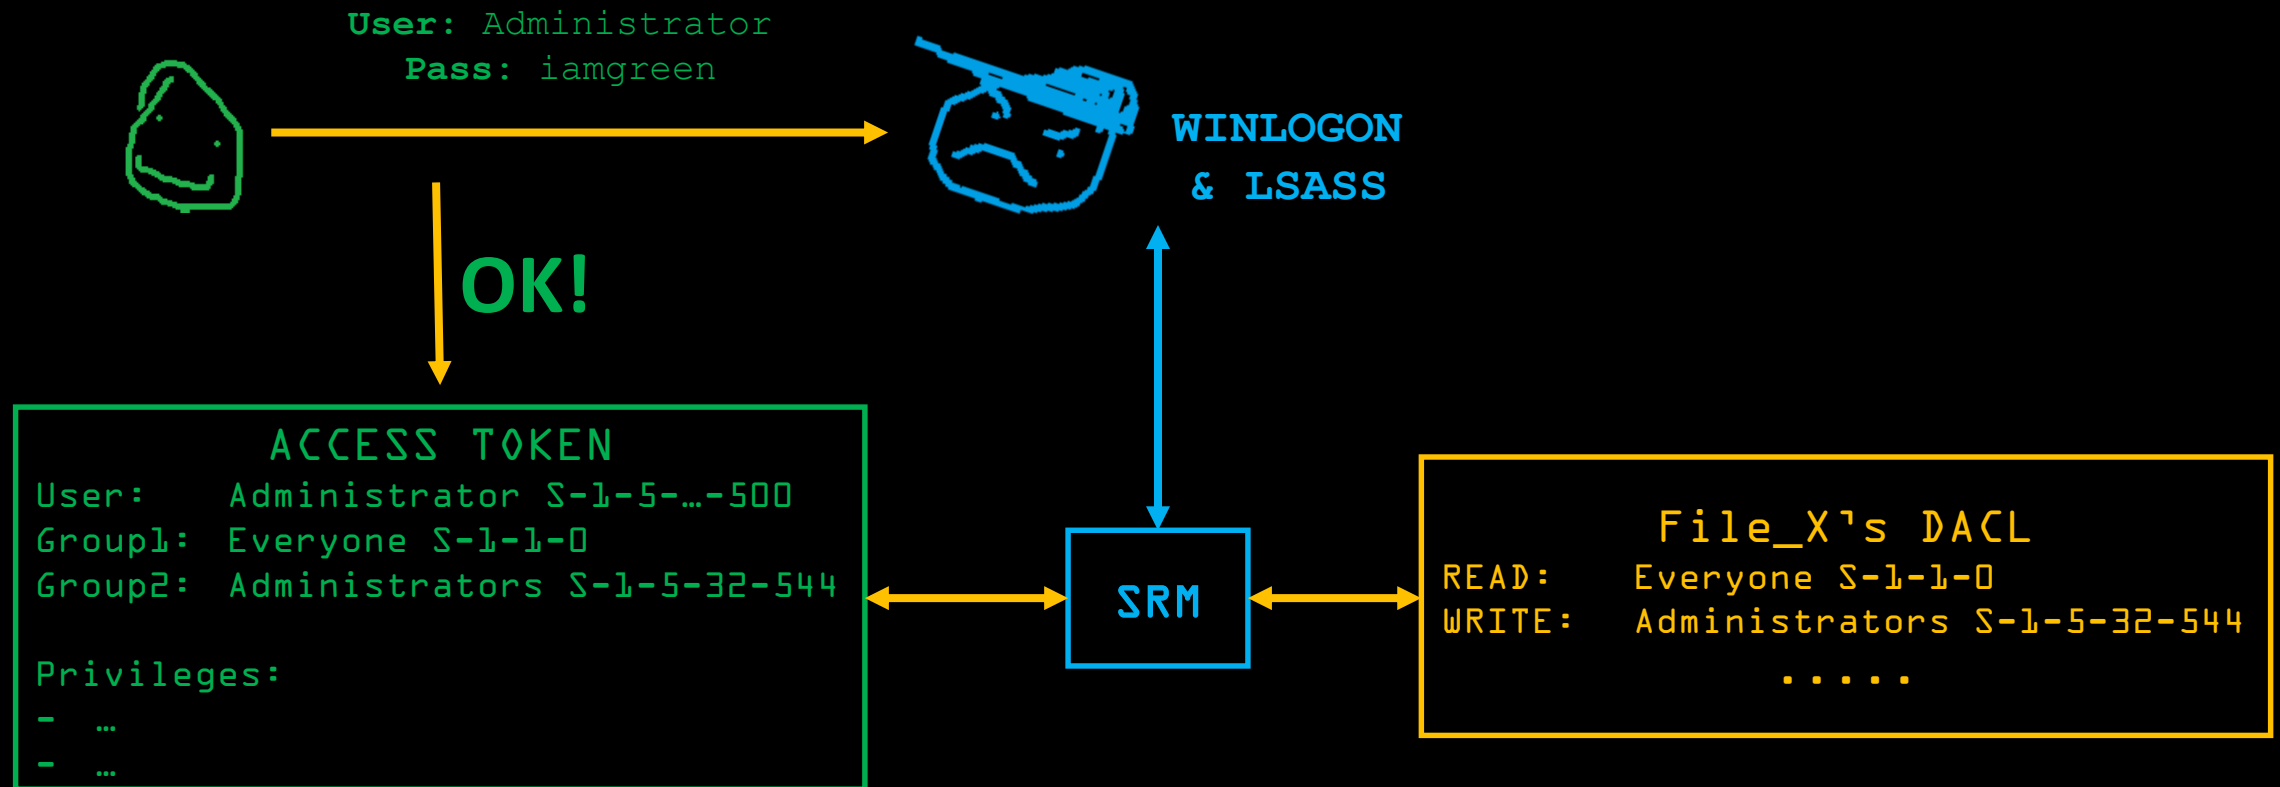 User: Administrator
Pass: iamgreen
WINLOGON
& LSASS
OK!
ACCESS TOKEN
User: Administrator S-1-5-…-500
Group1: Everyone S-1-1-0
Group2: Administrators S-1-5-32-544
Privileges:
- …
- …
SRM
File_X's DACL
READ: Everyone S-1-1-0
WRITE: Administrators S-1-5-32-544
.....